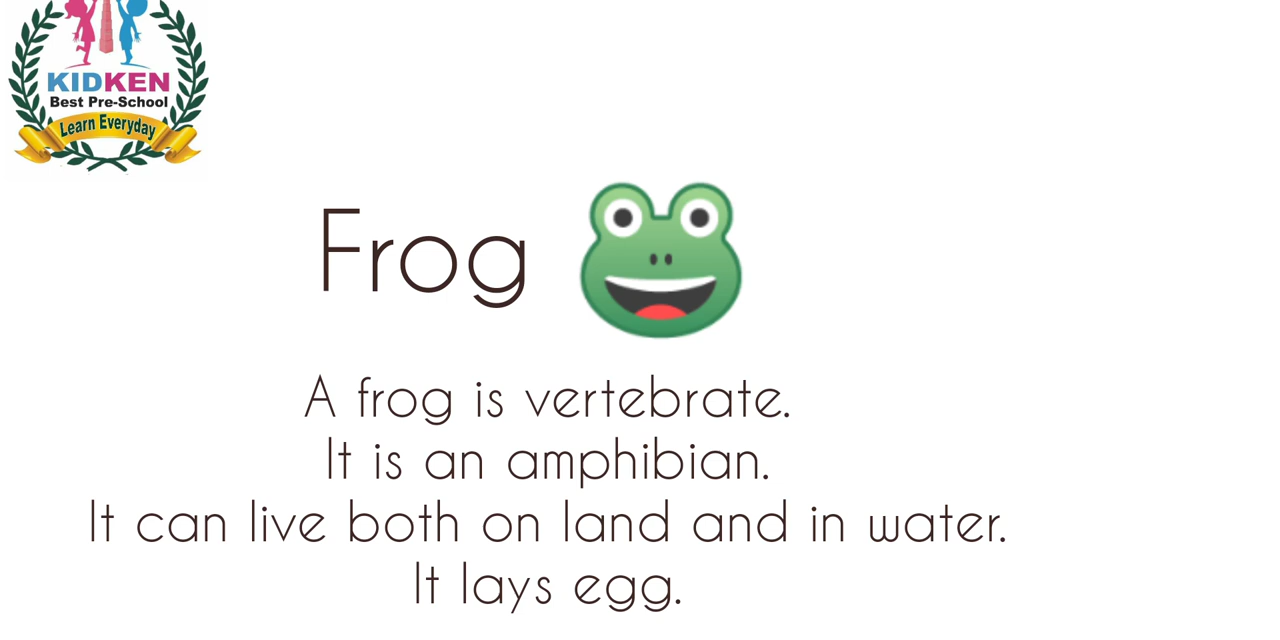 KIDKEN
Best Pre-School
Learn Everyday
Frog
A frog is vertebrate.
It is an amphibian.
It can live both on land and in water.
It lays egg.